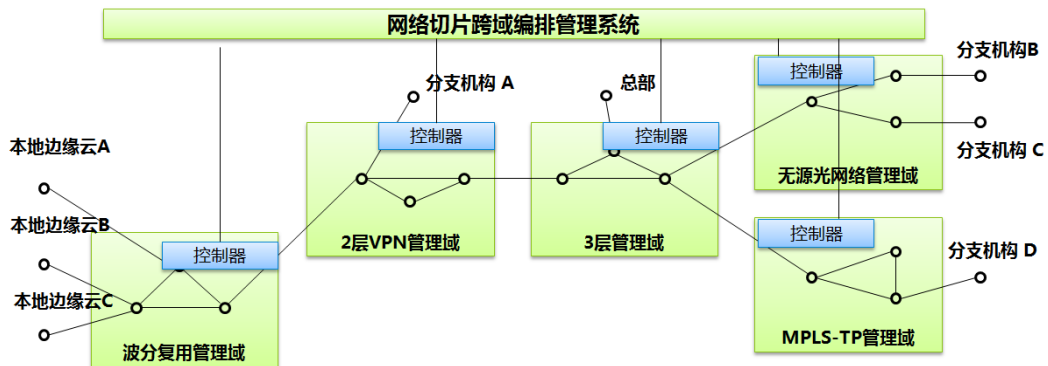 网络切片跨域编排管理系统
分支机构 A
总部
控制器
分支机构B
控制器
控制器
分支机构 C
无源光网络管理域
本地边缘云A
本地边缘云B
控制器
2层VPN管理域
3层管理域
控制器
分支机构 D
本地边缘云C
波分复用管理域
MPLS-TP管理域